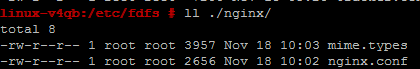 linux-v4qb:/etc/fdfs # ll ./nginx/
total 8
-rw-r--r-- 1 root root 3957 Nov 18 10:03 mime.types
-rw-r--r-- 1 root root 2656 Nov 18 10:02 nginx.conf